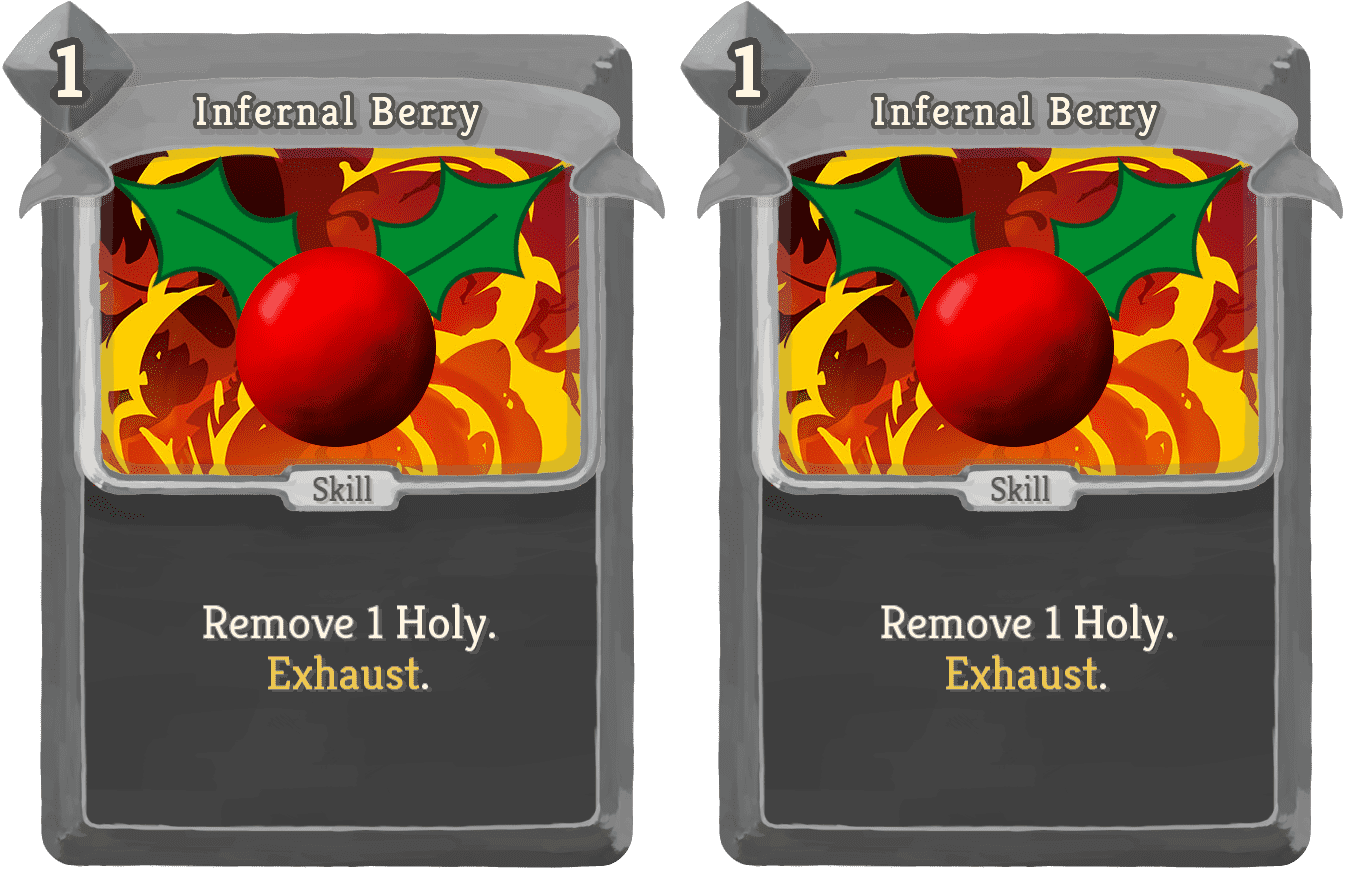 1
Infernal Berry
Skill
Remove 1 Holy.
Exhaust.
1
Infernal Berry
Skill
Remove 1 Holy.
Exhaust.